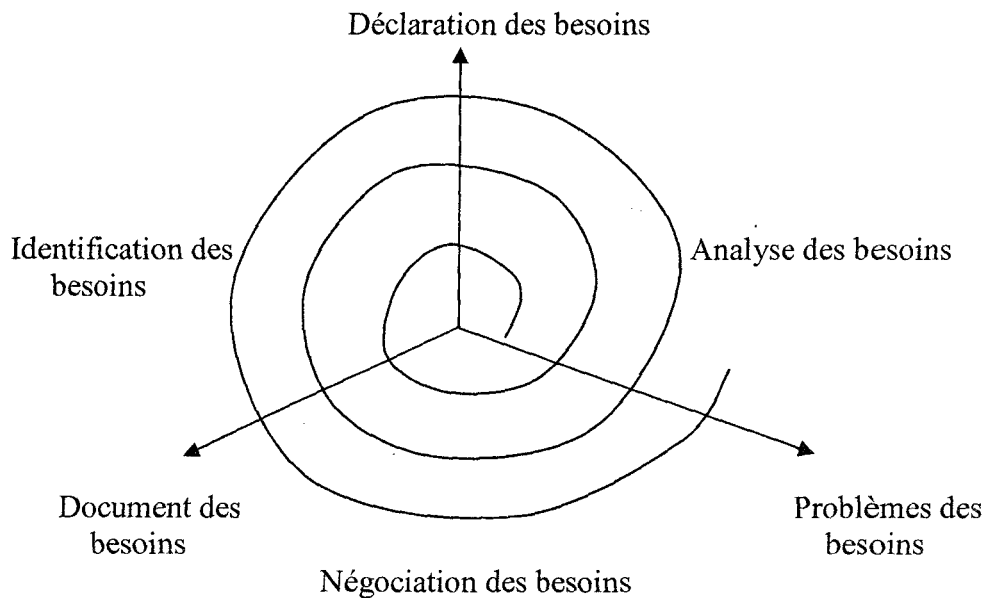 Déclaration des besoins
Identification des
besoins
Analyse des besoins
Document des
besoins
Problèmes des
besoins
Négociation des besoins